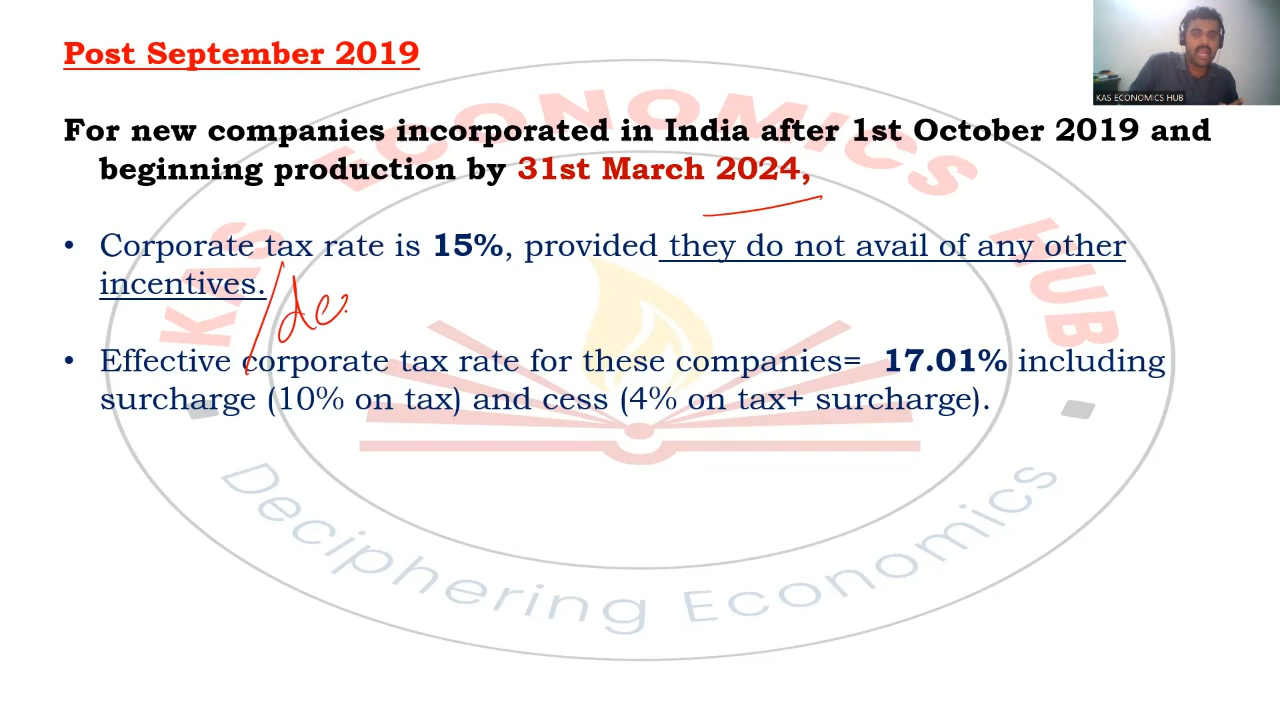 Post September 2019
KAS ECONOMICS HUB
For new companies incorporated in India after 1st October 2019 and
beginning production by 31st March 2024,
• Corporate tax rate is 15%, provided they do not avail of any other
incentives.
• Effective corporate tax rate for these companies= 17.01% including
surcharge (10% on tax) and cess (4% on tax+ surcharge).
KAS ECONOMICS HUB
Deciphering Economics